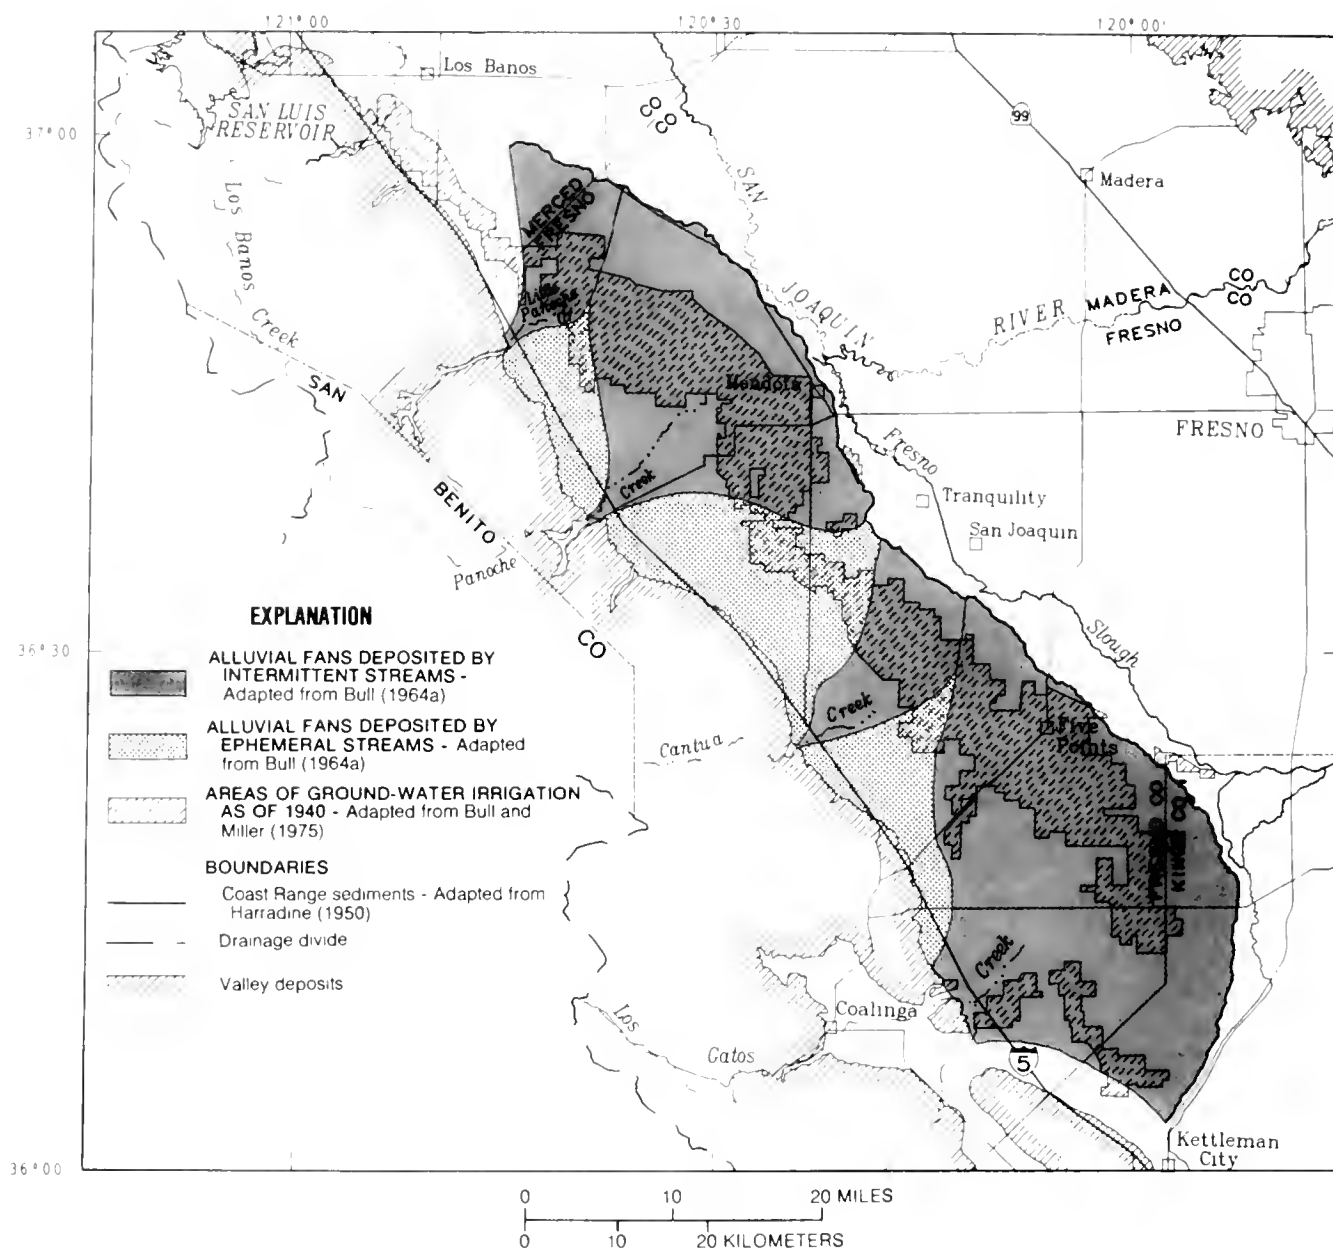 121°00'
120°30'
120°00'
Los Banos
SAN LUIS
RESERVOIR
37°00'
CO
CO
99
SAN
Madera
Los Banos
Creek
MERCED
FRESNO
Little
Panoche
JOAQUIN
RIVER
MADERA
CO
CO
FRESNO
SAN
Mendota
FRESNO
Fresno
Creek
BENITO
Tranquility
San Joaquin
Panoche
CO
Slough
EXPLANATION
36°30
ALLUVIAL FANS DEPOSITED BY
INTERMITTENT STREAMS -
Adapted from Bull (1964a)
ALLUVIAL FANS DEPOSITED BY
EPHEMERAL STREAMS - Adapted
from Bull (1964a)
AREAS OF GROUND-WATER IRRIGATION
AS OF 1940 - Adapted from Bull and
Miller (1975)
BOUNDARIES
Coast Range sediments - Adapted from
Harradine (1950)
Drainage divide
Valley deposits
Creek
Cantua
Five
Points
FRESNO CO
KINGS CO
Creek
Coalinga
Los
Gatos
5
Kettleman
City
36°00
0 10 20 MILES
0 10 20 KILOMETERS